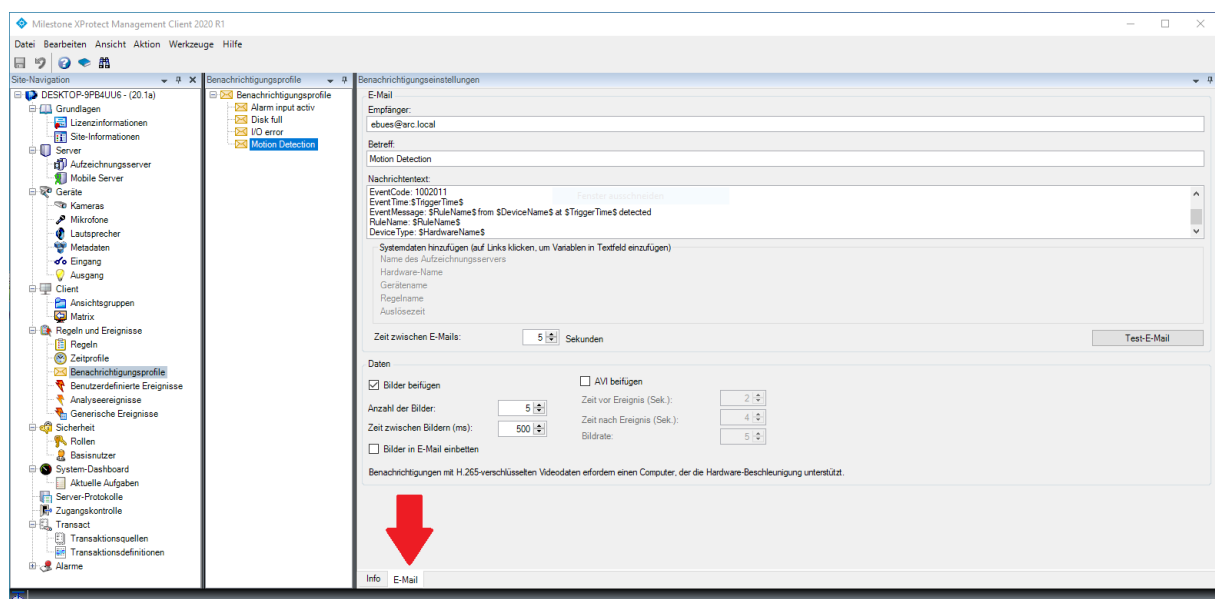 Milestone XProtect Management Client 2020 R1
Datei Bearbeiten Ansicht Aktion Werkzeuge Hilfe
Site-Navigation
DESKTOP-9PB4UU6 - (20.1a)
Grundlagen
Lizenzinformationen
Site-Informationen
Server
Aufzeichnungsserver
Mobile Server
Geräte
Kameras
Mikrofone
Lautsprecher
Metadaten
Eingang
Ausgang
Client
Ansichtsgruppen
Matrix
Regeln und Ereignisse
Regeln
Zeitprofile
Benachrichtigungsprofile
Benutzerdefinierte Ereignisse
Analyseereignisse
Generische Ereignisse
Sicherheit
Rollen
Basisnutzer
System-Dashboard
Aktuelle Aufgaben
Server-Protokolle
Zugangskontrolle
Transact
Transaktionsquellen
Transaktionsdefinitionen
Alarme
Benachrichtigungsprofile
Benachrichtigungsprofile
Alarm input activ
Disk full
I/O error
Motion Detection
Benachrichtigungseinstellungen
E-Mail
Empfänger:
ebues@arc.local
Betreff:
Motion Detection
Nachrichtentext:
EventCode: 1002011
EventTime:$TriggerTime$
EventMessage: $RuleName$ from $DeviceName$ at $TriggerTime$ detected
RuleName: $RuleName$
DeviceType: $HardwareName$
Fenster ausschneiden
Systemdaten hinzufügen (auf Links klicken, um Variablen in Textfeld einzufügen)
Name des Aufzeichnungsservers
Hardware-Name
Gerätename
Regelname
Auslösezeit
Zeit zwischen E-Mails: 5 Sekunden
Test-E-Mail
Daten
Bilder beifügen
Anzahl der Bilder: 5
Zeit zwischen Bildern (ms): 500
Bilder in E-Mail einbetten
AVI beifügen
Zeit vor Ereignis (Sek.): 2
Zeit nach Ereignis (Sek.): 4
Bildrate: 5
Benachrichtigungen mit H.265-verschlüsselten Videodaten erfordern einen Computer, der die Hardware-Beschleunigung unterstützt.
Info E-Mail